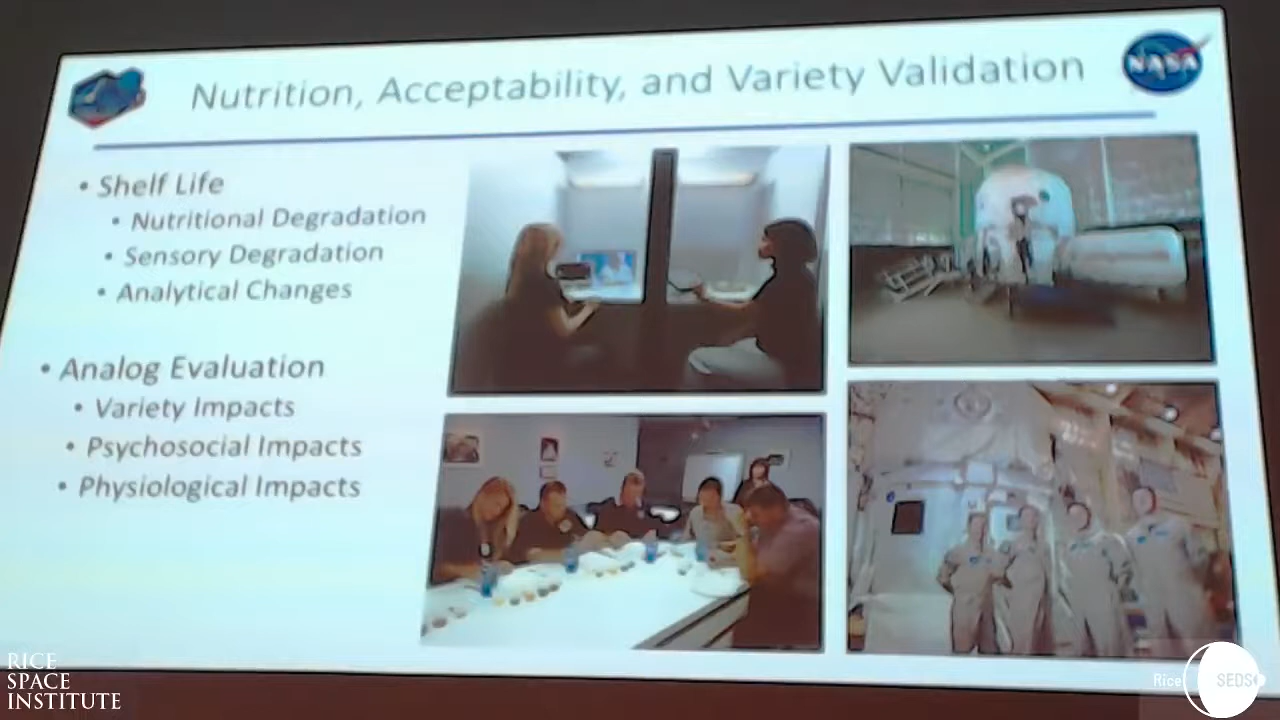 Nutrition, Acceptability, and Variety Validation
NASA
• Shelf Life
• Nutritional Degradation
• Sensory Degradation
• Analytical Changes
• Analog Evaluation
• Variety Impacts
• Psychosocial Impacts
• Physiological Impacts
RICE
SPACE
INSTITUTE
Rice SEDS